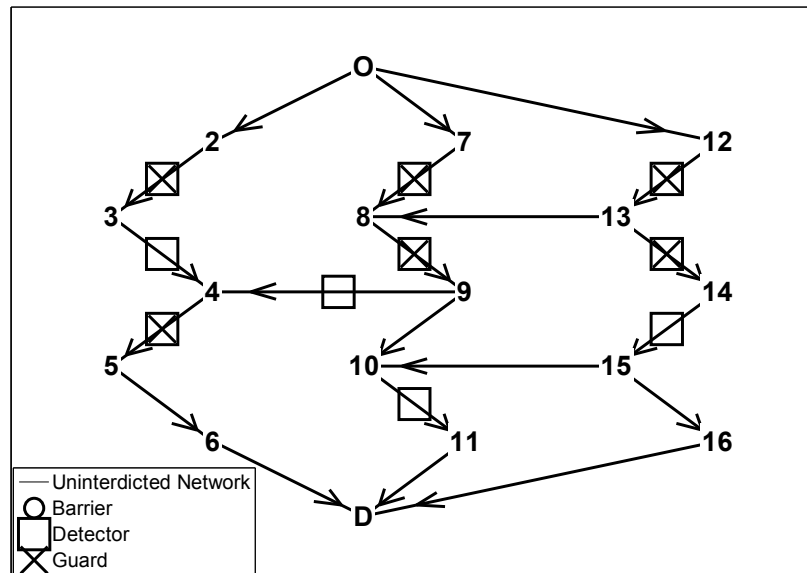 O
2 7 12
3 8 13
4 9 14
5 10 15
6 11 16
D
Uninterdicted Network
Barrier
Detector
Guard